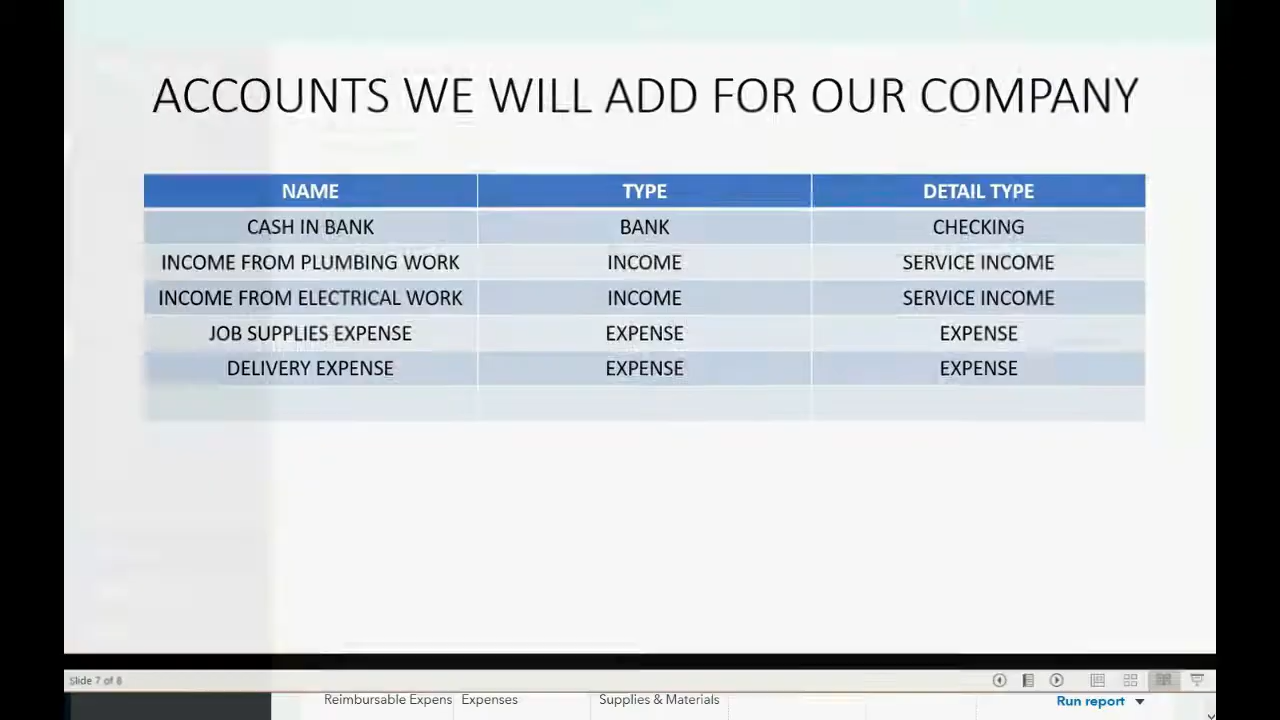 ACCOUNTS WE WILL ADD FOR OUR COMPANY
NAME TYPE DETAIL TYPE
CASH IN BANK BANK CHECKING
INCOME FROM PLUMBING WORK INCOME SERVICE INCOME
INCOME FROM ELECTRICAL WORK INCOME SERVICE INCOME
JOB SUPPLIES EXPENSE EXPENSE EXPENSE
DELIVERY EXPENSE EXPENSE EXPENSE
Slide 7 of 8
Reimbursable Expens Expenses Supplies & Materials Run report